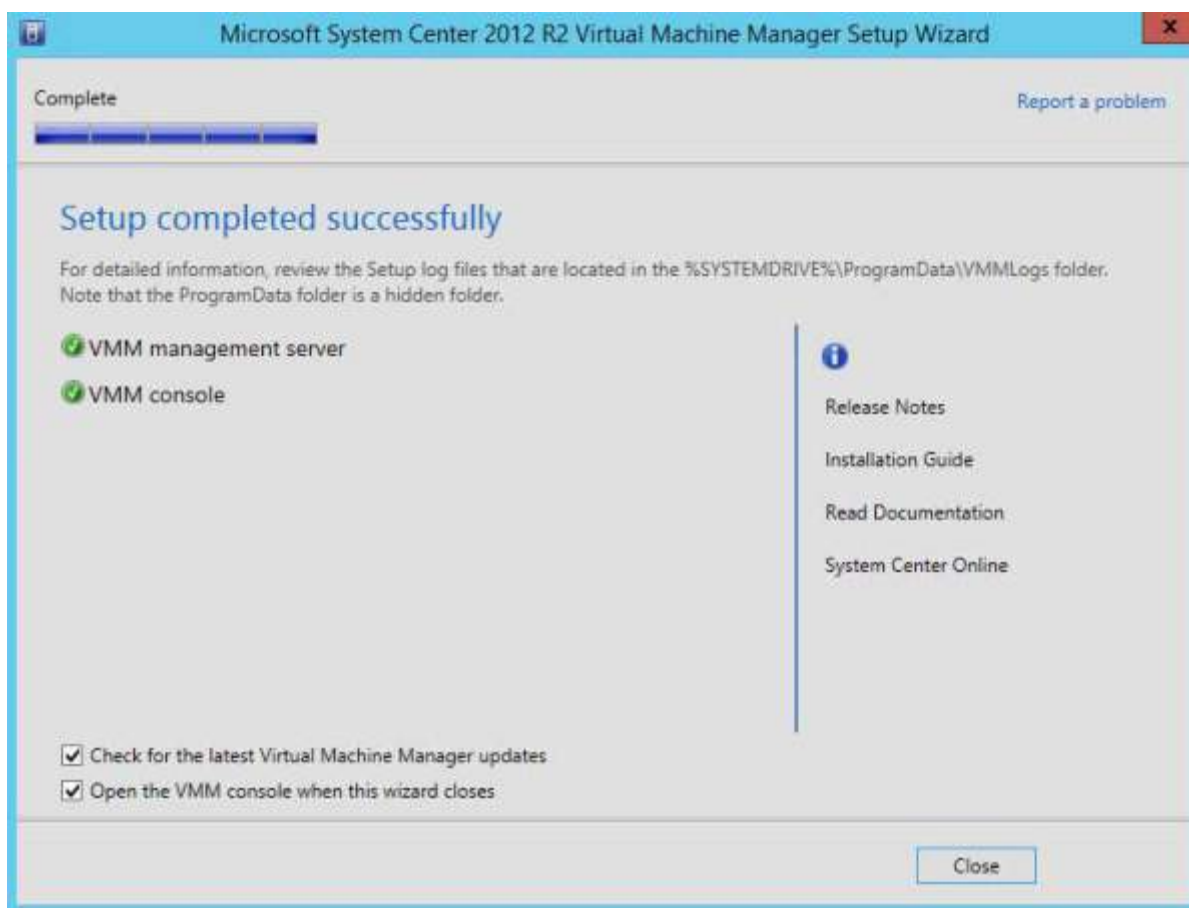 Microsoft System Center 2012 R2 Virtual Machine Manager Setup Wizard
x
Complete
Report a problem
Setup completed successfully
For detailed information, review the Setup log files that are located in the %SYSTEMDRIVE%\ProgramData\VMMLogs folder.
Note that the ProgramData folder is a hidden folder.
VMM management server
VMM console
Release Notes
Installation Guide
Read Documentation
System Center Online
Check for the latest Virtual Machine Manager updates
Open the VMM console when this wizard closes
Close